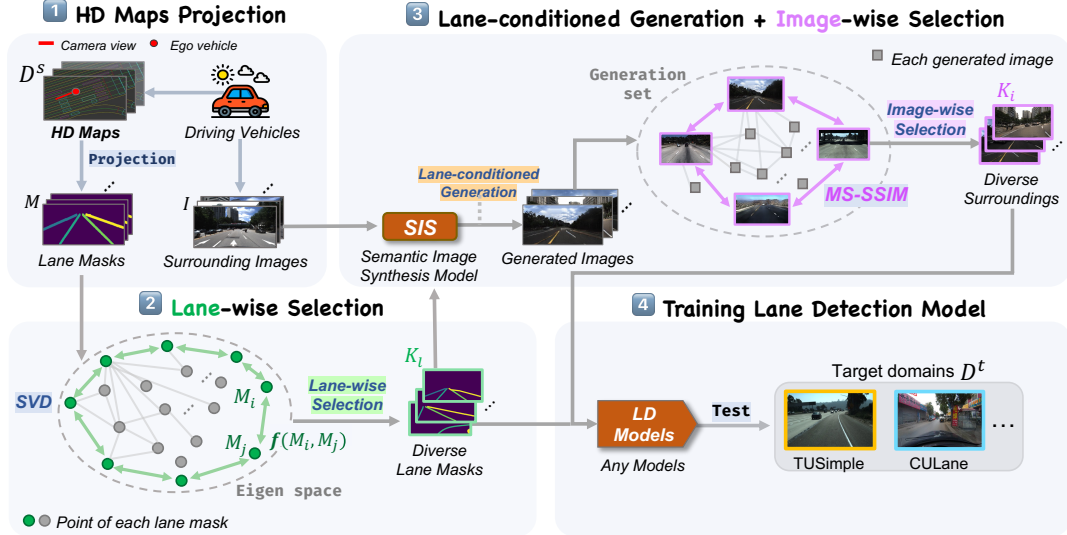 1 HD Maps Projection
Camera view
Ego vehicle
D^s
HD Maps
Driving Vehicles
Projection
M
...
I
...
Lane Masks
Surrounding Images
2 Lane-wise Selection
SVD
...
M_i
M_j
f(M_i, M_j)
Eigen space
Point of each lane mask
Lane-wise
Selection
K_l
...
Diverse
Lane Masks
3 Lane-conditioned Generation + Image-wise Selection
Lane-conditioned
Generation
SIS
Semantic Image
Synthesis Model
...
Generated Images
Generation
set
Each generated image
...
MS-SSIM
Image-wise
Selection
K_i
...
Diverse
Surroundings
4 Training Lane Detection Model
LD
Models
Any Models
Test
Target domains D^t
TUSimple
CULane
...